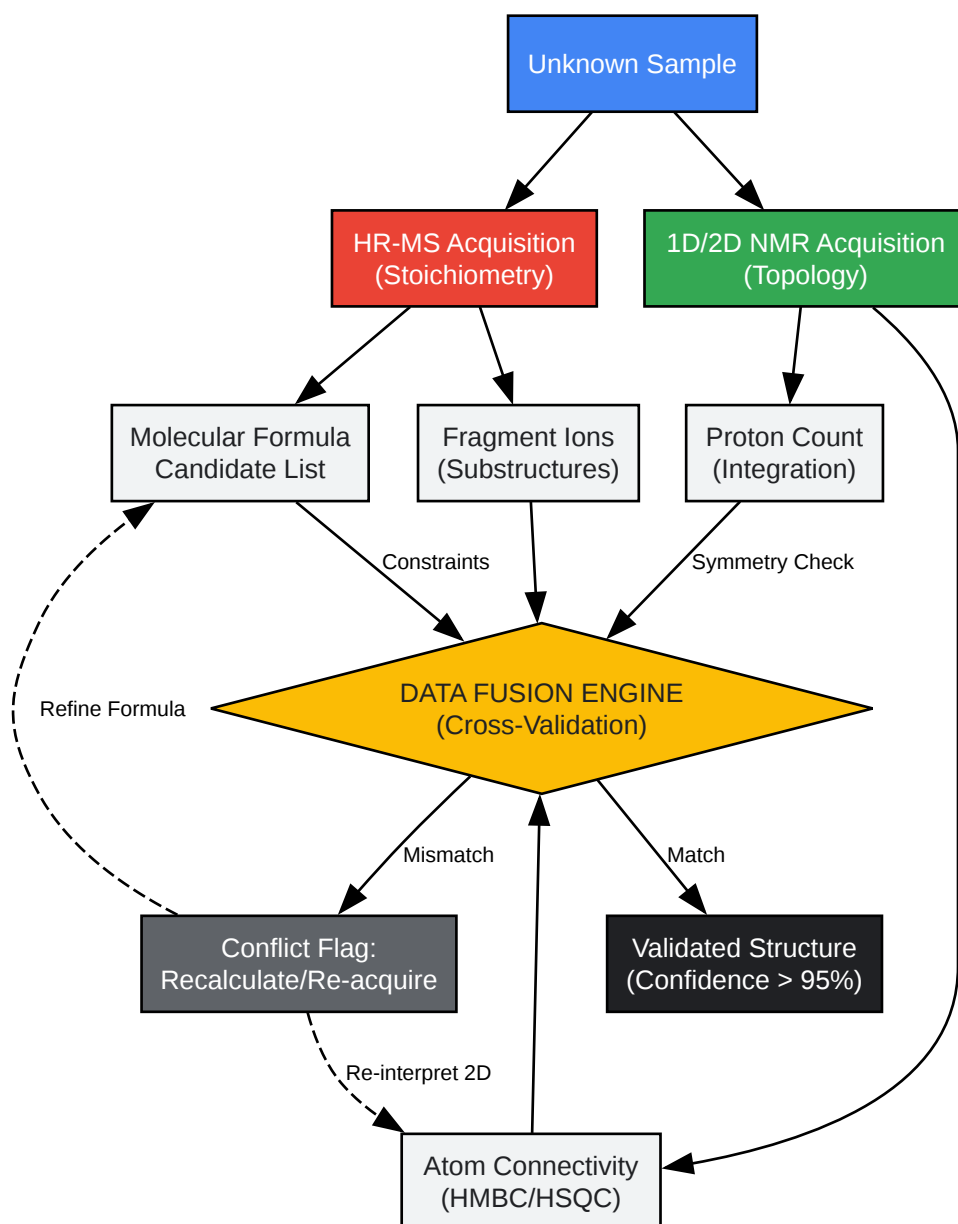 Unknown Sample
HR-MS Acquisition
(Stoichiometry)
1D/2D NMR Acquisition
(Topology)
Molecular Formula
Candidate List
Fragment Ions
(Substructures)
Proton Count
(Integration)
Constraints
Symmetry Check
Refine Formula
DATA FUSION ENGINE
(Cross-Validation)
Mismatch
Match
Conflict Flag:
Recalculate/Re-acquire
Validated Structure
(Confidence > 95%)
Re-interpret 2D
Atom Connectivity
(HMBC/HSQC)